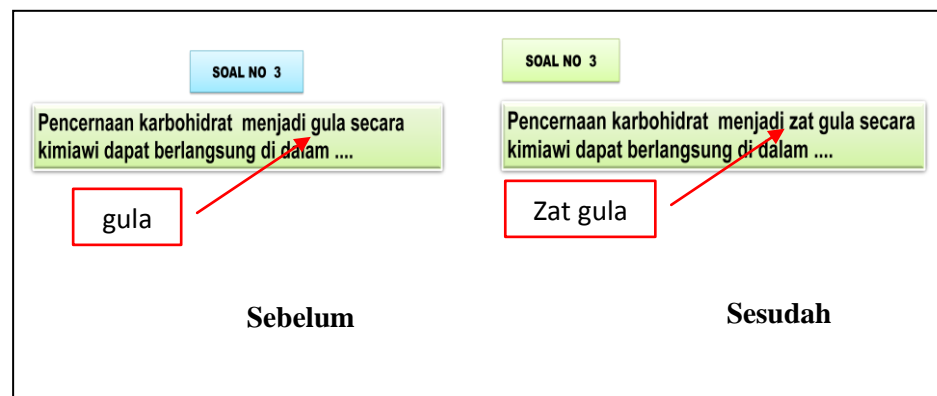 SOAL NO 3
Pencernaan karbohidrat menjadi gula secara
kimiawi dapat berlangsung di dalam ....
gula
Sebelum
SOAL NO 3
Pencernaan karbohidrat menjadi zat gula secara
kimiawi dapat berlangsung di dalam ....
Zat gula
Sesudah